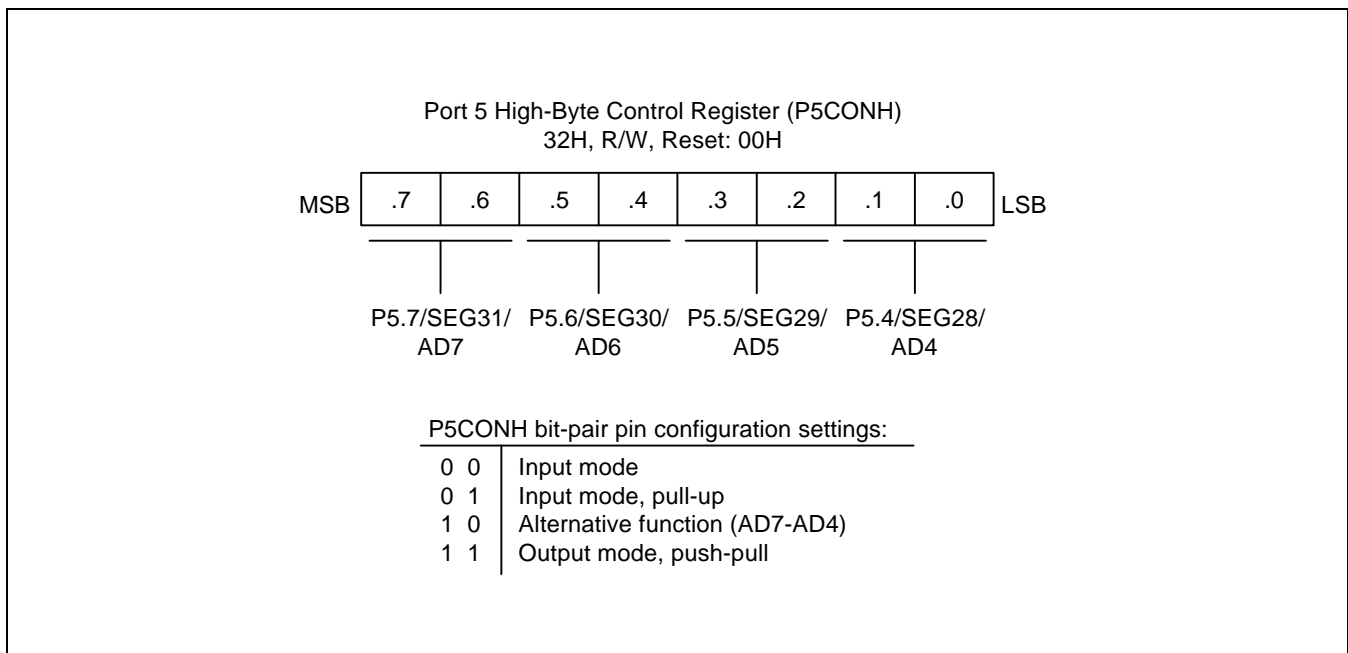 Port 5 High-Byte Control Register (P5CONH)
32H, R/W, Reset: 00H
MSB .7 .6 .5 .4 .3 .2 .1 .0 LSB
P5.7/SEG31/ P5.6/SEG30/ P5.5/SEG29/ P5.4/SEG28/
AD7 AD6 AD5 AD4
P5CONH bit-pair pin configuration settings:
0 0 Input mode
0 1 Input mode, pull-up
1 0 Alternative function (AD7-AD4)
1 1 Output mode, push-pull